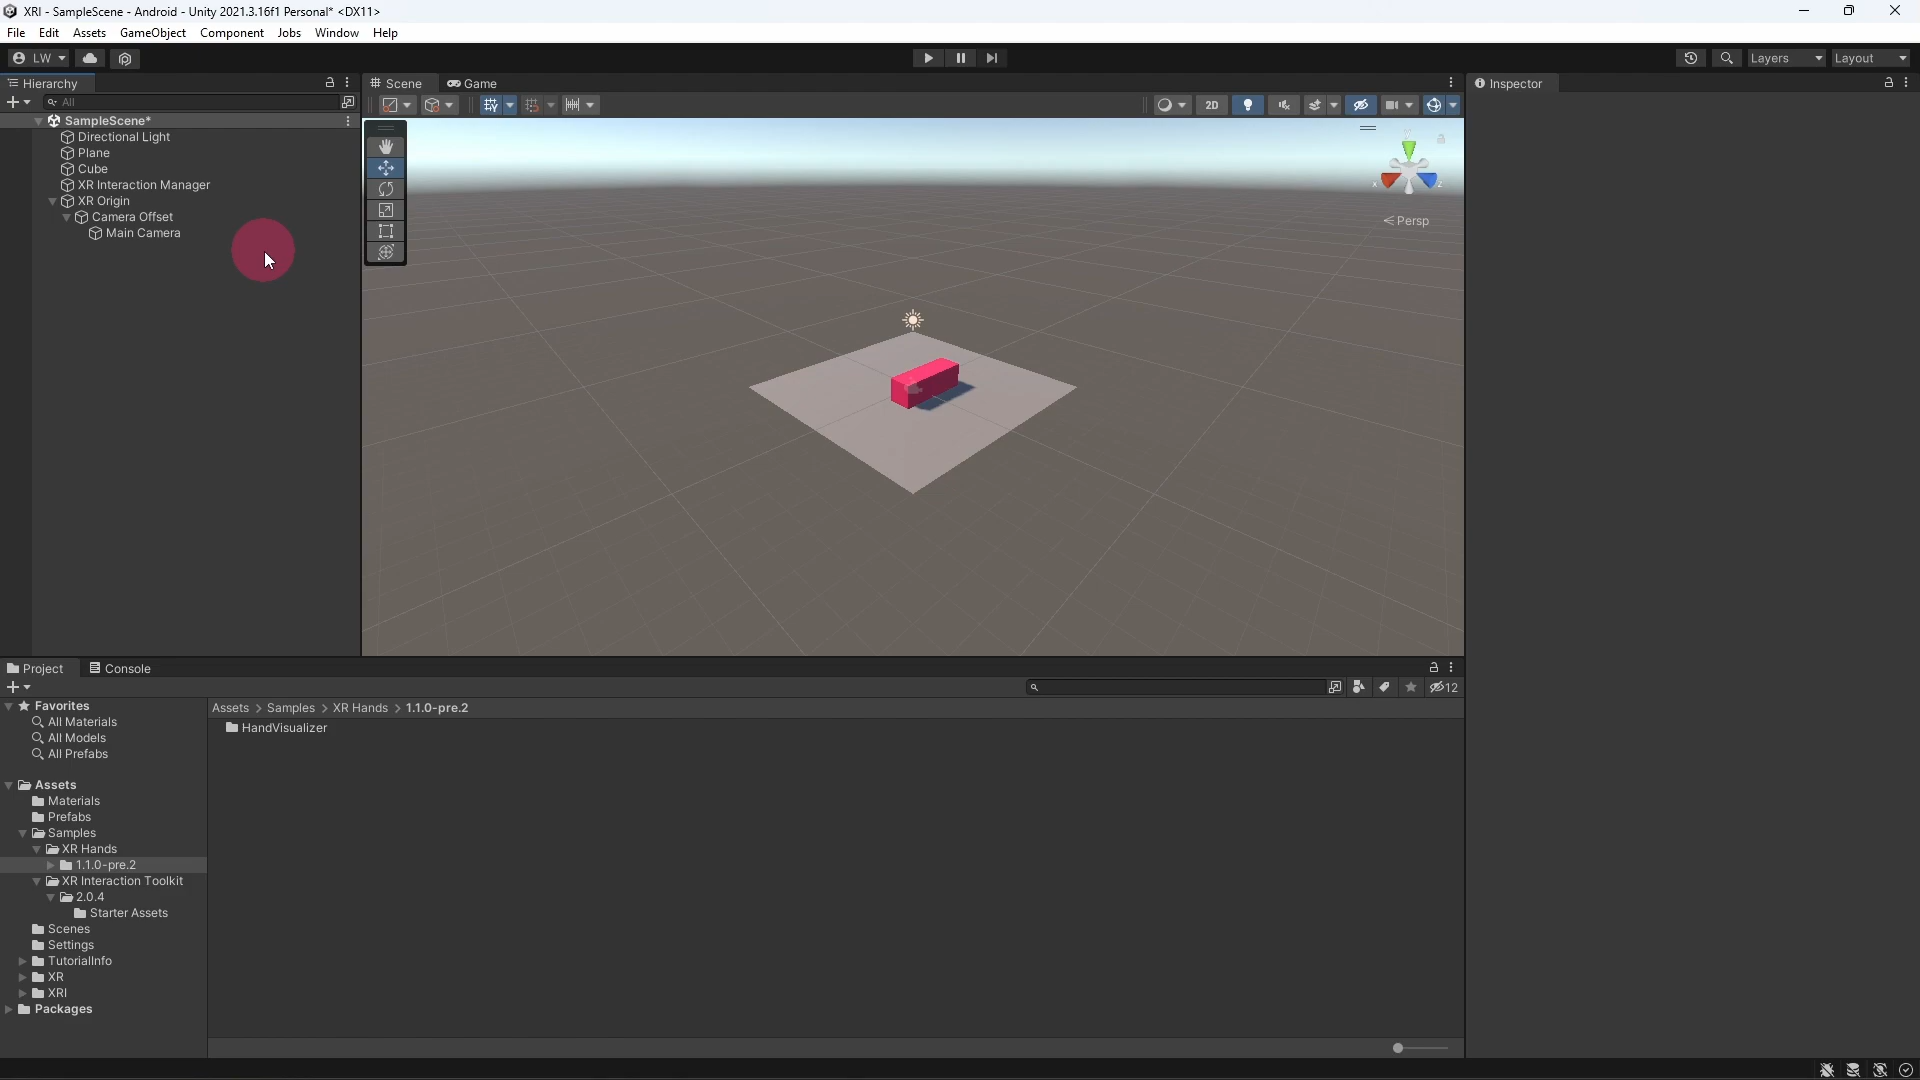 XRI - SampleScene - Android - Unity 2021.3.16f1 Personal* <DX11>
File Edit Assets GameObject Component Jobs Window Help
LW Layers Layout
Hierarchy Scene Game Inspector
All 2D
SampleScene*
Directional Light
Plane
Cube
XR Interaction Manager
XR Origin
Camera Offset
Main Camera
y
x z
Persp
Project Console
12
Favorites
All Materials
All Models
All Prefabs
Assets
Materials
Prefabs
Samples
XR Hands
1.1.0-pre.2
XR Interaction Toolkit
2.0.4
Starter Assets
Scenes
Settings
TutorialInfo
XR
XRI
Packages
Assets > Samples > XR Hands > 1.1.0-pre.2
HandVisualizer